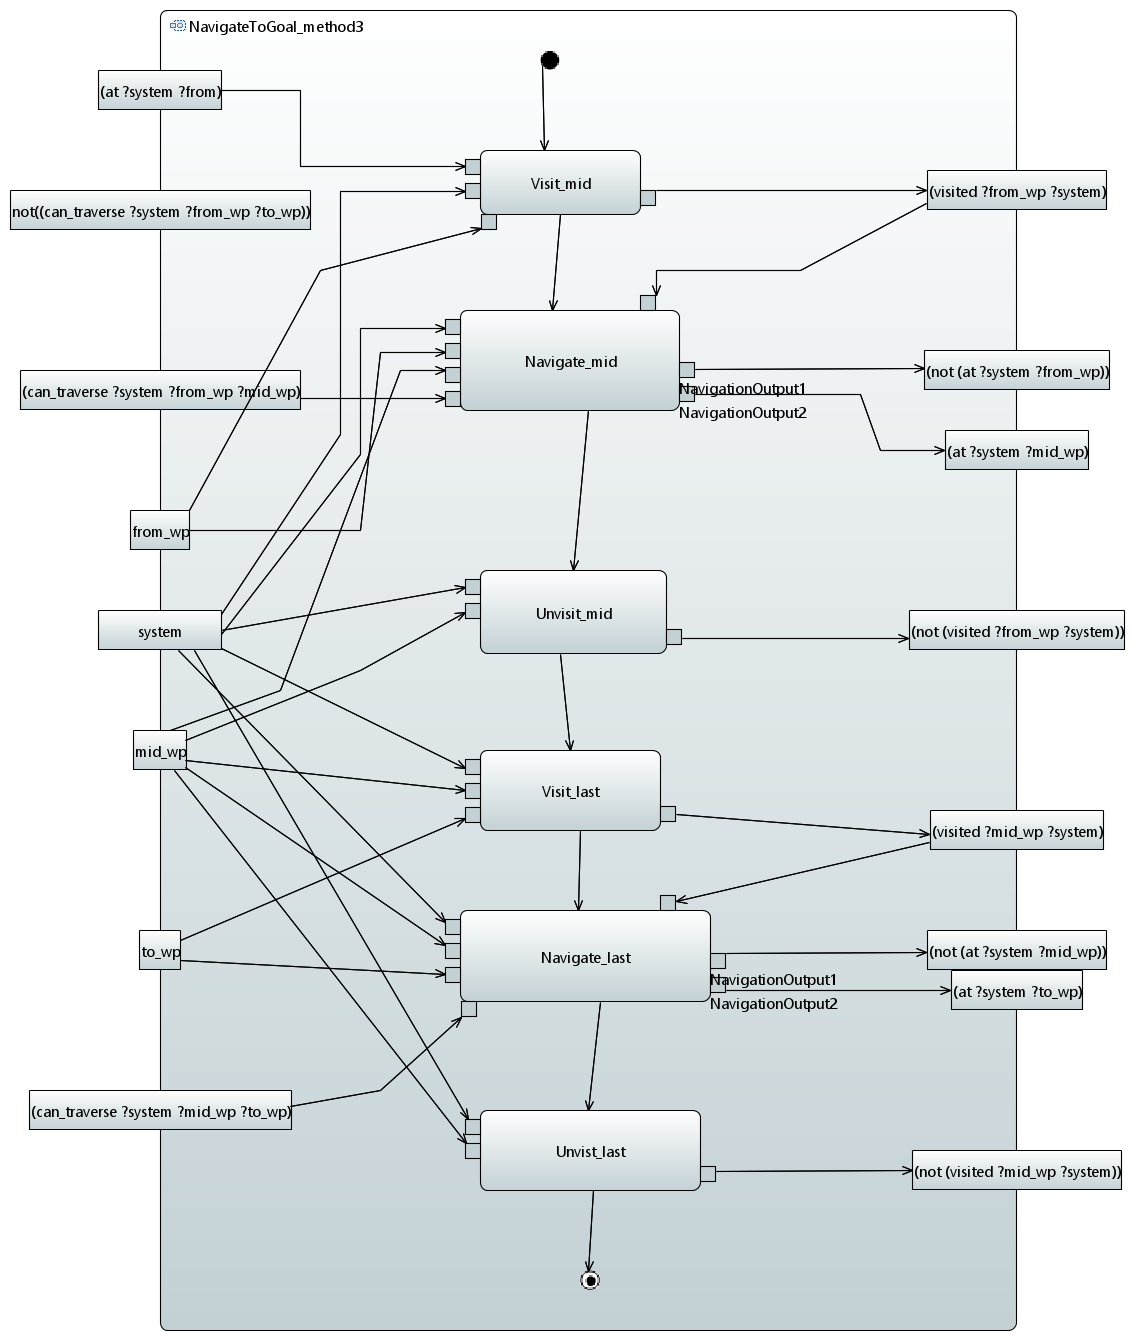 NavigateToGoal_method3
(at ?system ?from)
Visit_mid
(visited ?from_wp ?system)
not((can_traverse ?system ?from_wp ?to_wp))
Navigate_mid
(not (at ?system ?from_wp))
NavigationOutput1
(can_traverse ?system ?from_wp ?mid_wp)
NavigationOutput2
(at ?system ?mid_wp)
from_wp
Unvisit_mid
system
(not (visited ?from_wp ?system))
mid_wp
Visit_last
(visited ?mid_wp ?system)
to_wp
Navigate_last
(not (at ?system ?mid_wp))
NavigationOutput1
(at ?system ?to_wp)
NavigationOutput2
(can_traverse ?system ?mid_wp ?to_wp)
Unvist_last
(not (visited ?mid_wp ?system))